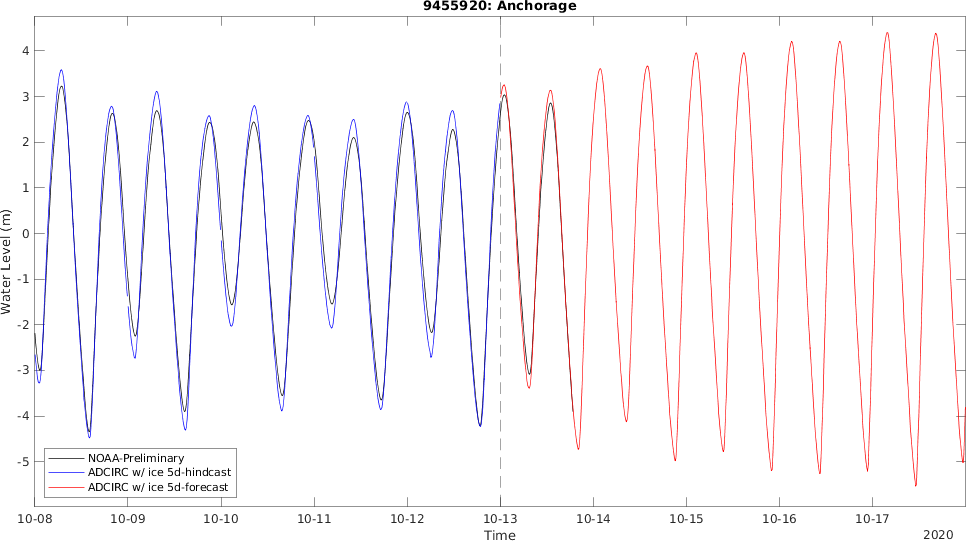 9455920: Anchorage
Water Level (m)
4
3
2
1
0
-1
-2
-3
-4
-5
NOAA-Preliminary
ADCIRC w/ ice 5d-hindcast
ADCIRC w/ ice 5d-forecast
10-08 10-09 10-10 10-11 10-12 10-13 10-14 10-15 10-16 10-17
Time
2020